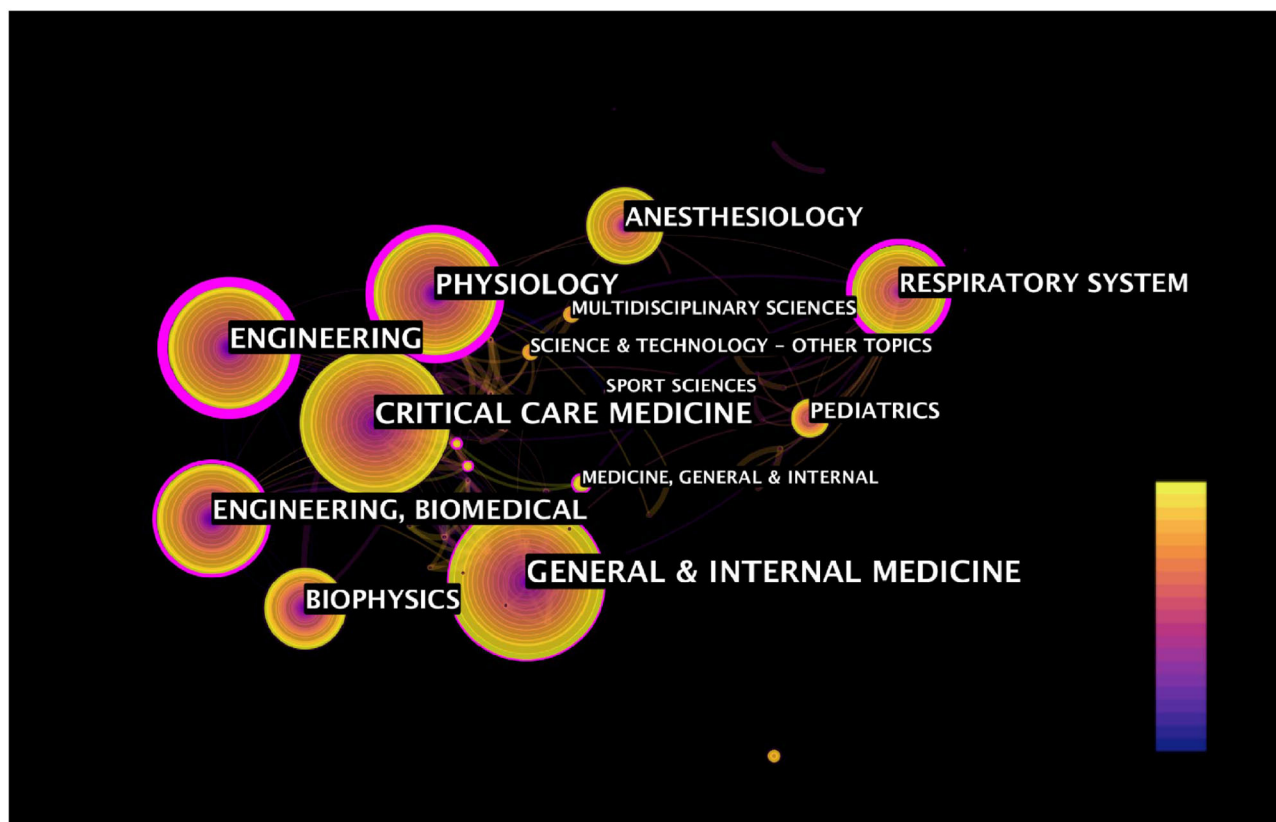 ANESTHESIOLOGY
PHYSIOLOGY
RESPIRATORY SYSTEM
MULTIDISCIPLINARY SCIENCES
ENGINEERING
SCIENCE & TECHNOLOGY - OTHER TOPICS
SPORT SCIENCES
CRITICAL CARE MEDICINE
PEDIATRICS
MEDICINE, GENERAL & INTERNAL
ENGINEERING, BIOMEDICAL
GENERAL & INTERNAL MEDICINE
BIOPHYSICS